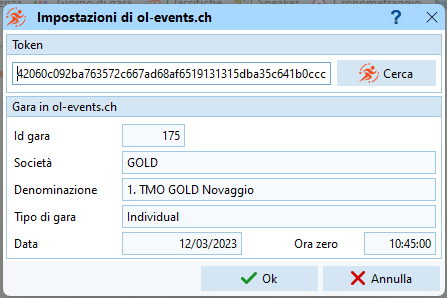 Impostazioni di ol-events.ch ?
Token
42060c092ba763572c667ad68af6519131315dba35c641b0ccc Cerca
Gara in ol-events.ch
Id gara 175
Società GOLD
Denominazione 1. TMO GOLD Novaggio
Tipo di gara Individual
Data 12/03/2023 Ora zero 10:45:00
Ok Annulla